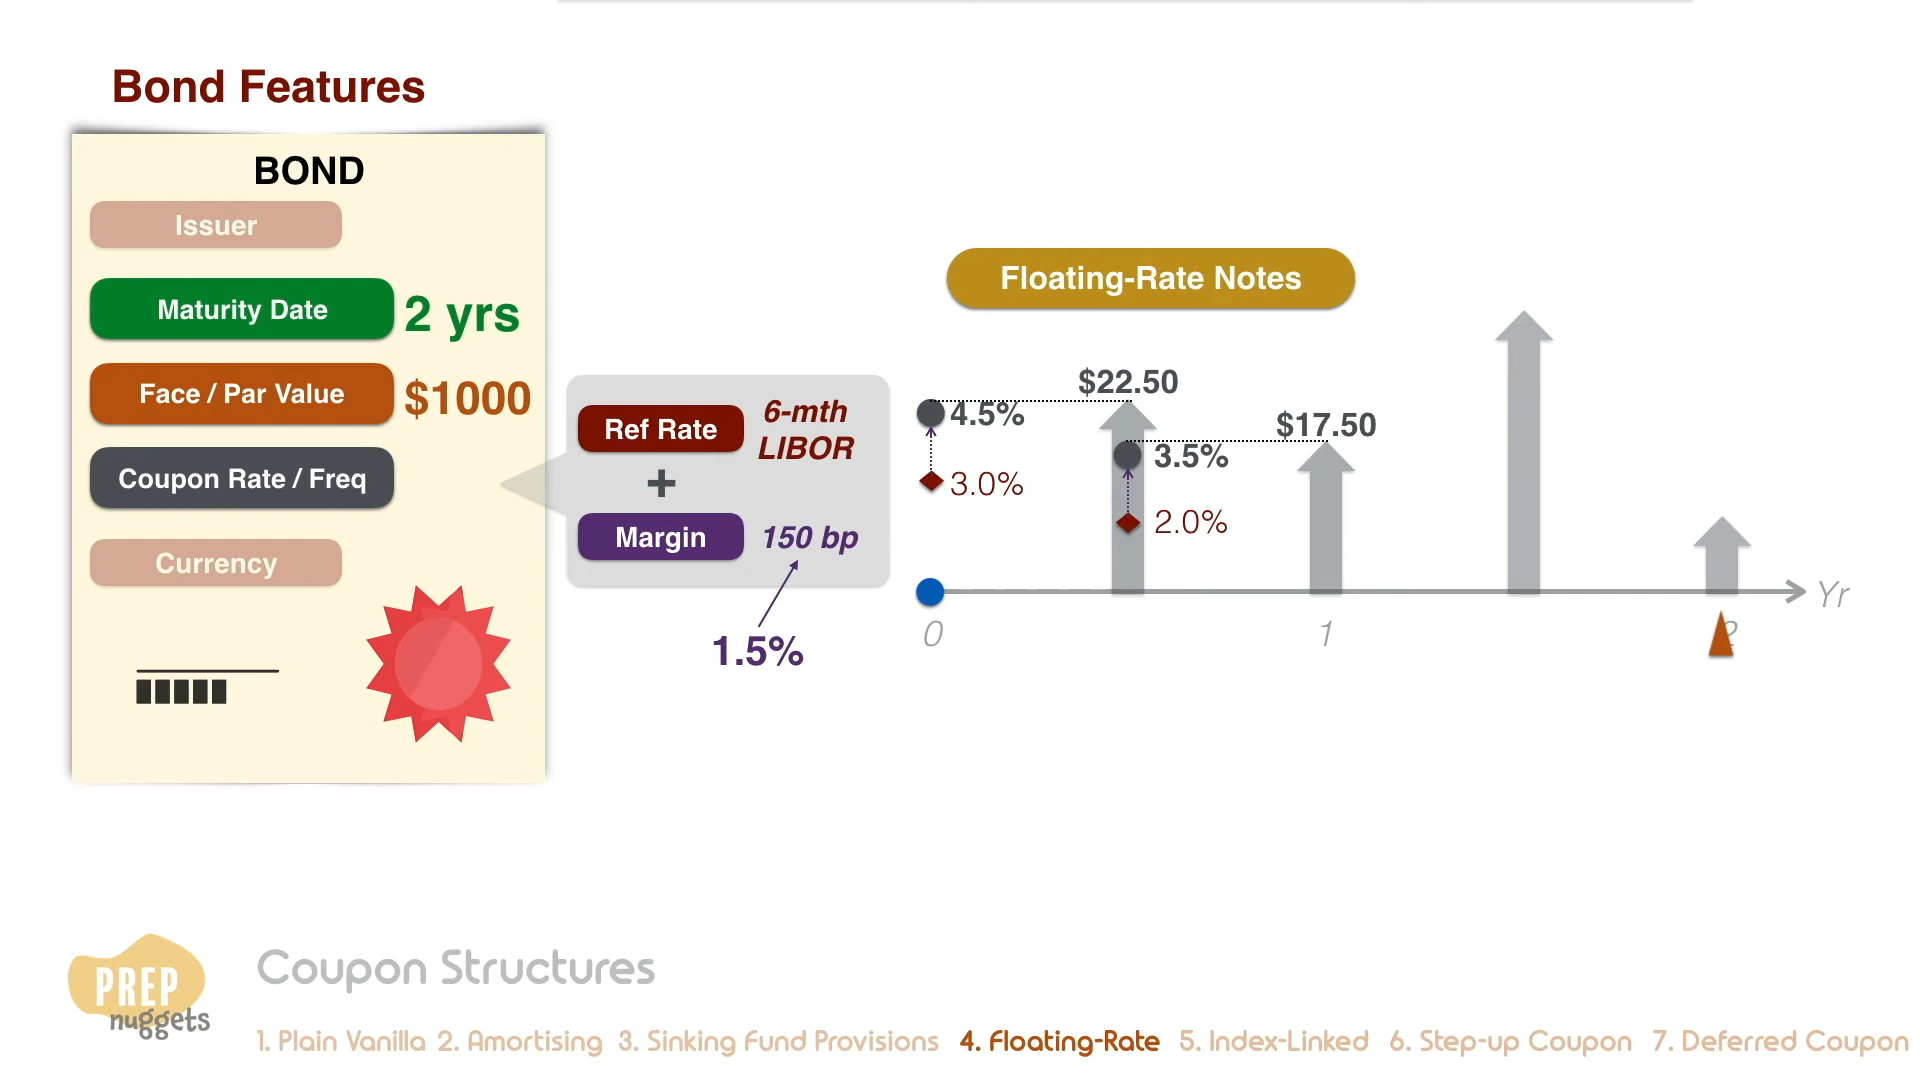 Bond Features
BOND
Issuer
Maturity Date 2 yrs
Face / Par Value $1000
Coupon Rate / Freq
Currency
Ref Rate
6-mth
LIBOR
+
Margin
150 bp
1.5%
Floating-Rate Notes
$22.50
4.5%
$17.50
3.5%
3.0%
2.0%
Yr
0
1
2
PREP
nuggets
Coupon Structures
1. Plain Vanilla 2. Amortising 3. Sinking Fund Provisions 4. Floating-Rate 5. Index-Linked 6. Step-up Coupon 7. Deferred Coupon